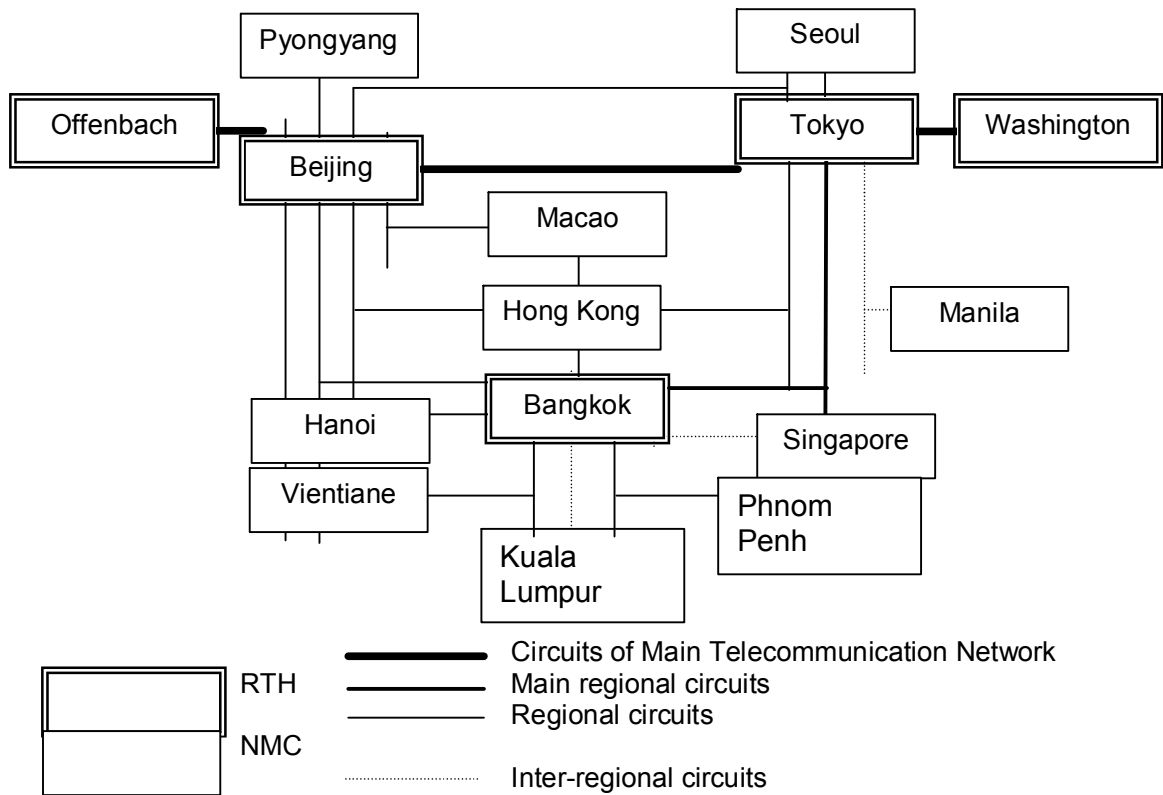 Pyongyang
Seoul
Offenbach
Tokyo
Washington
Beijing
Macao
Hong Kong
Manila
Bangkok
Hanoi
Singapore
Vientiane
Phnom
Penh
Kuala
Lumpur
RTH
NMC
Circuits of Main Telecommunication Network
Main regional circuits
Regional circuits
Inter-regional circuits